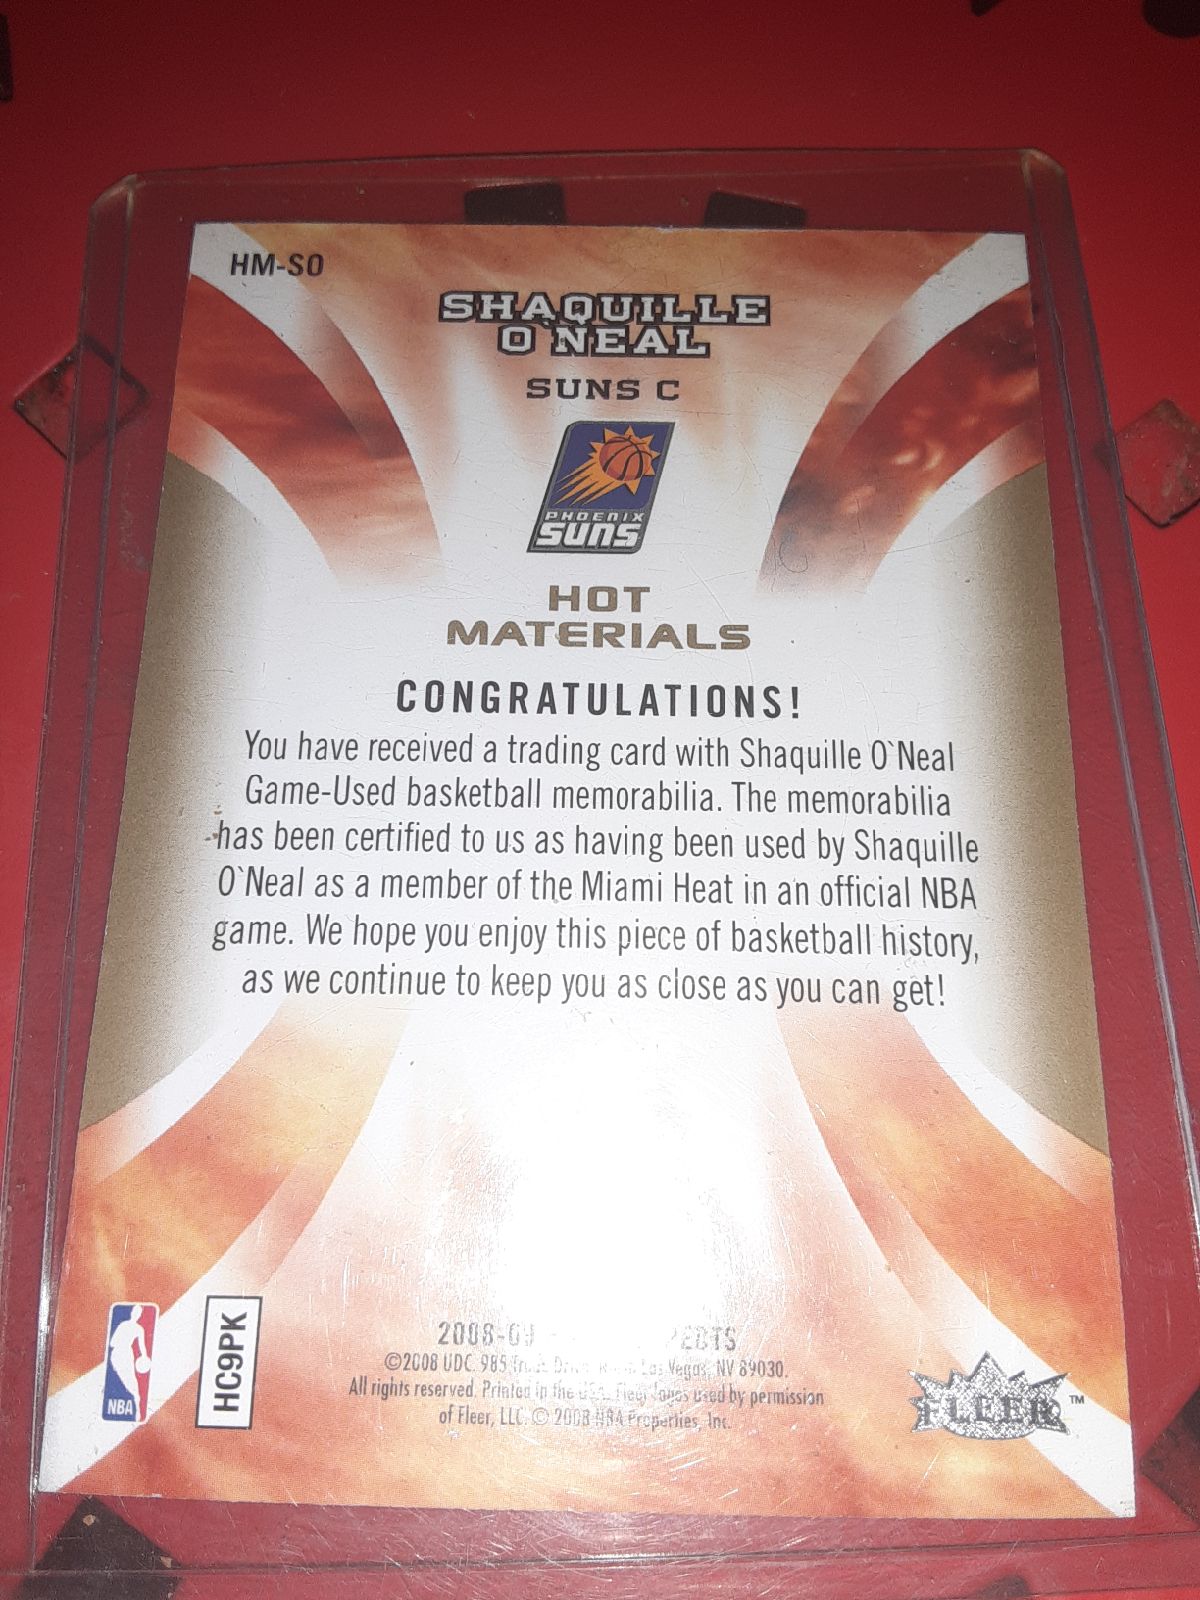 HM-SO
SHAQUILLE
O`NEAL
SUNS C
PHOENIX
SUNS
HOT
MATERIALS
CONGRATULATIONS!
You have received a trading card with Shaquille O`Neal
Game-Used basketball memorabilia. The memorabilia
has been certified to us as having been used by Shaquille
O`Neal as a member of the Miami Heat in an official NBA
game. We hope you enjoy this piece of basketball history,
as we continue to keep you as close as you can get!
2008-09
©2008 UDC. 985 Las Vegas, NV 89030.
All rights reserved. Printed in the USA. Fleer used by permission
of Fleer, LLC. © 2008 NBA Properties, Inc.
NBA
HC9PK
FLEER™